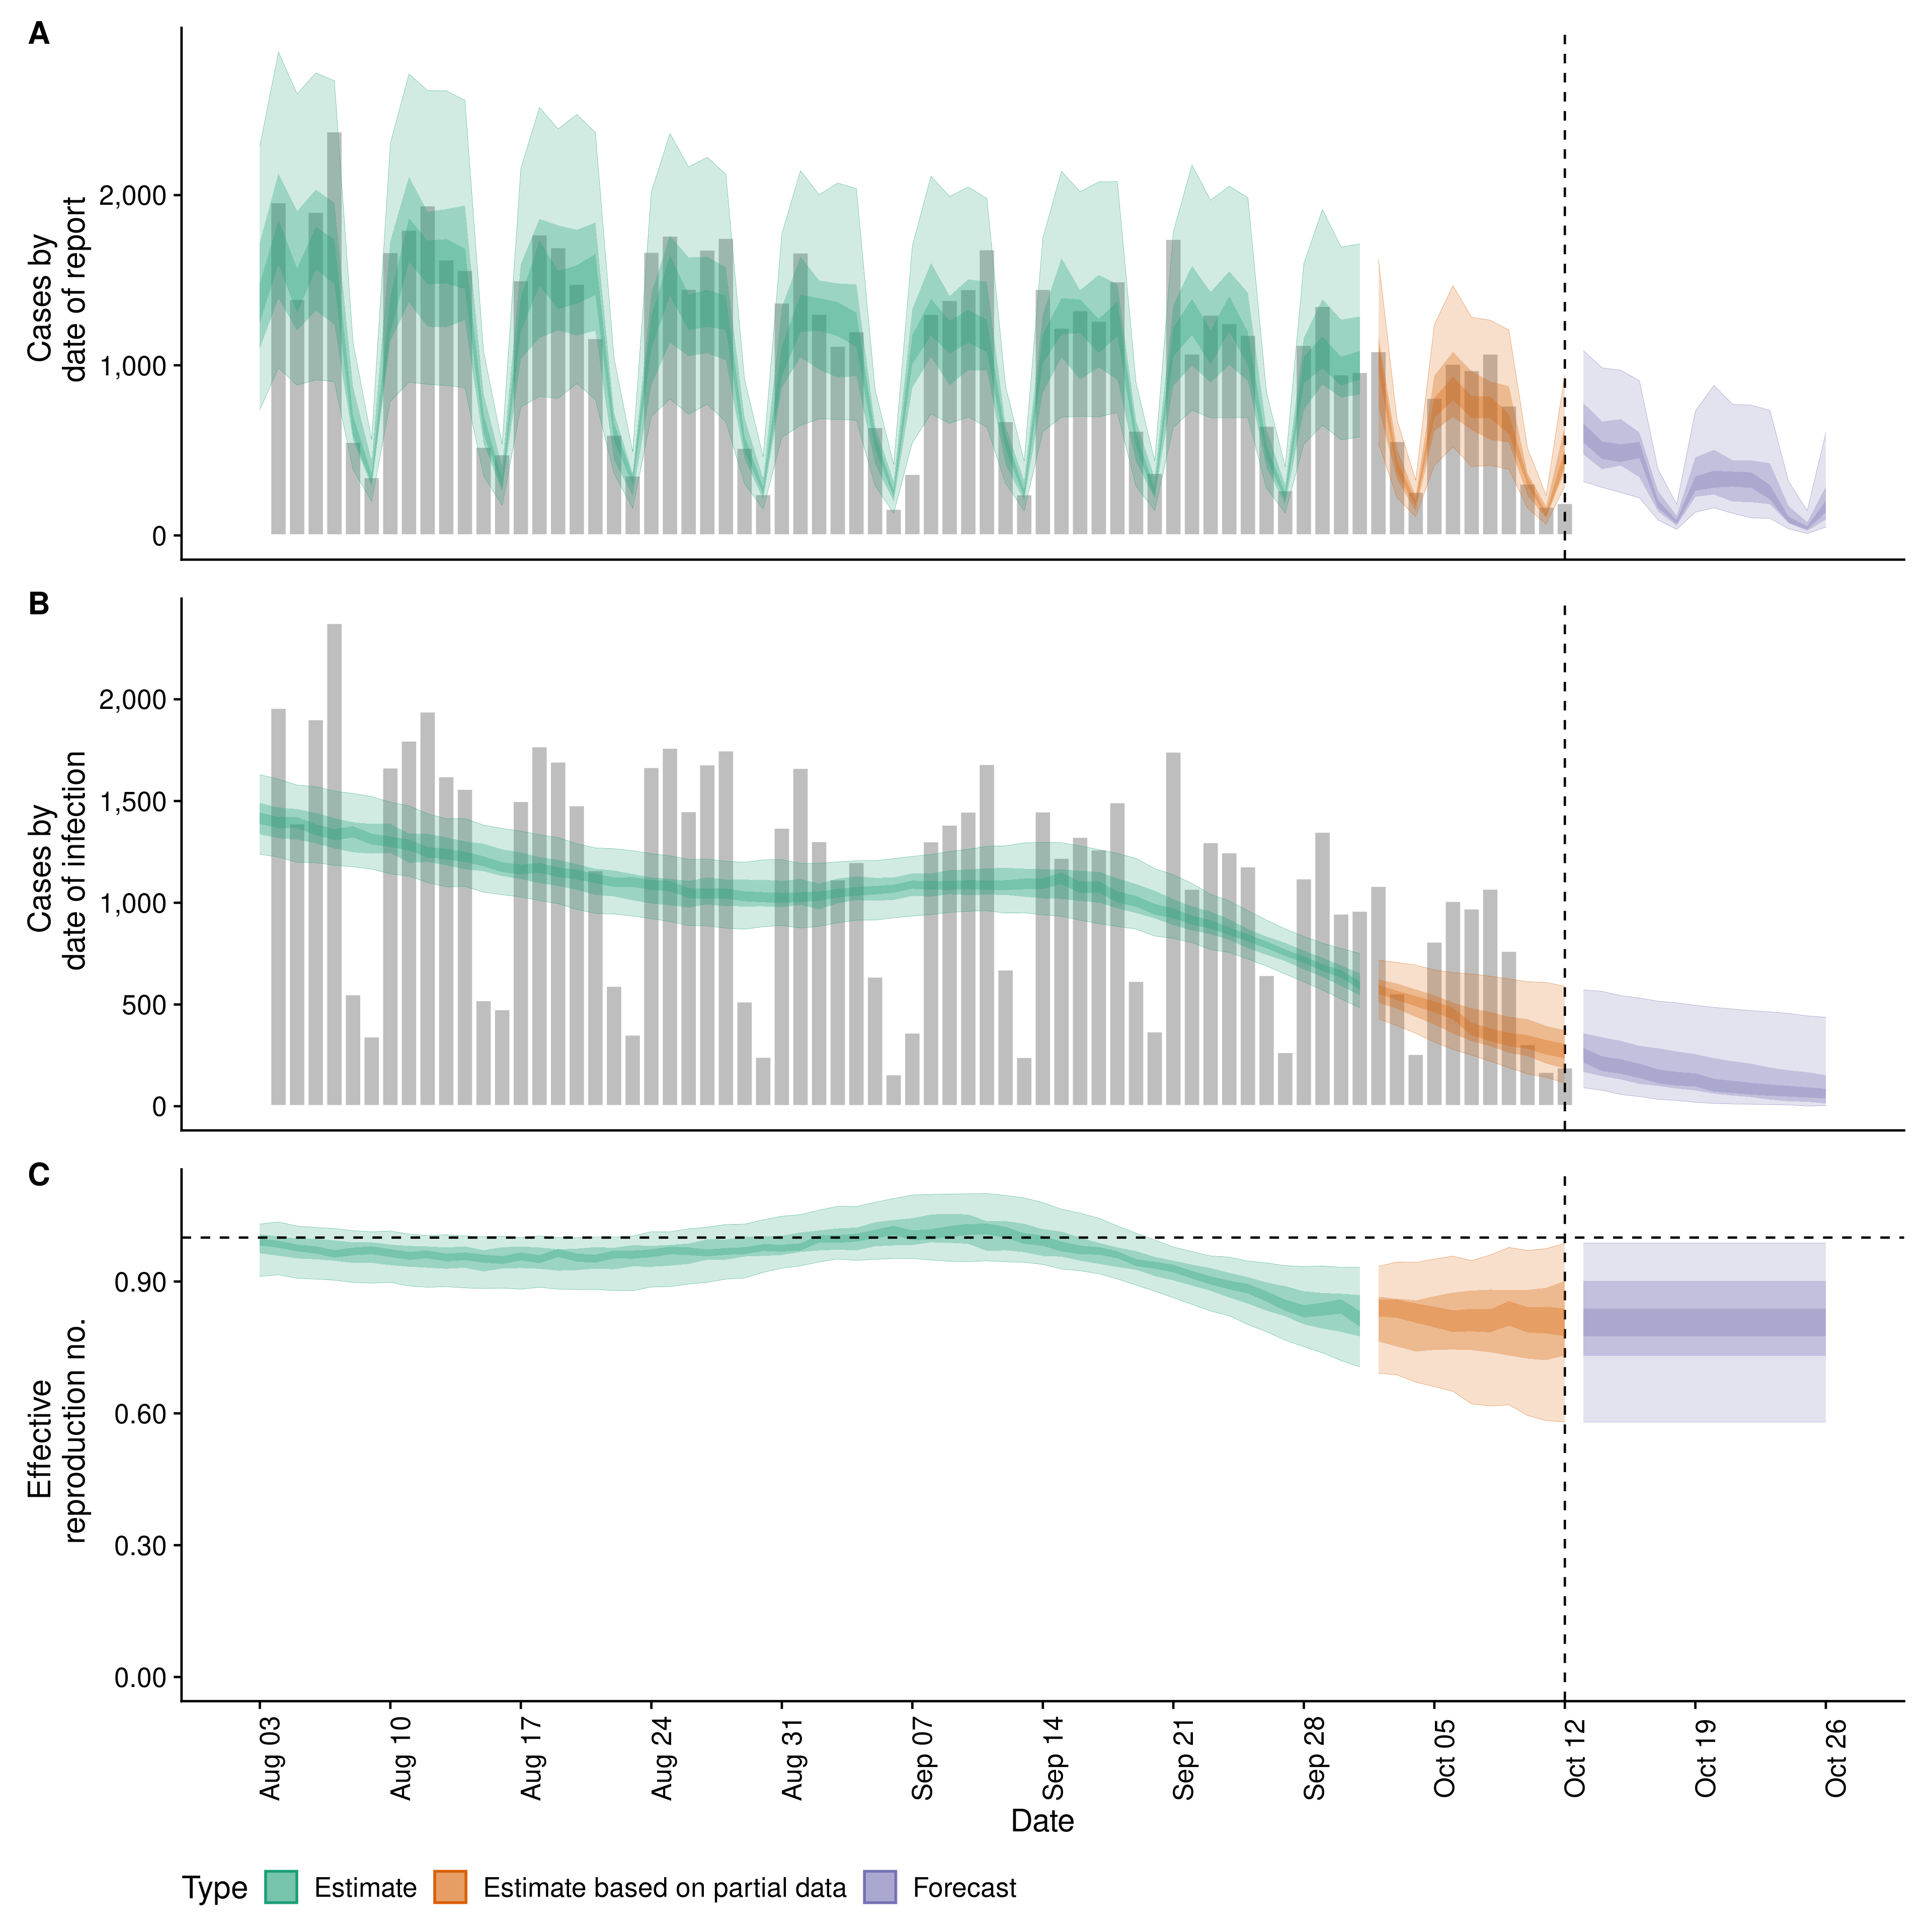 A
Cases by
date of report
2,000
1,000
0
B
Cases by
date of infection
2,000
1,500
1,000
500
0
C
Effective
reproduction no.
0.90
0.60
0.30
0.00
Aug 03
Aug 10
Aug 17
Aug 24
Aug 31
Sep 07
Sep 14
Sep 21
Sep 28
Oct 05
Oct 12
Oct 19
Oct 26
Date
Type Estimate Estimate based on partial data Forecast